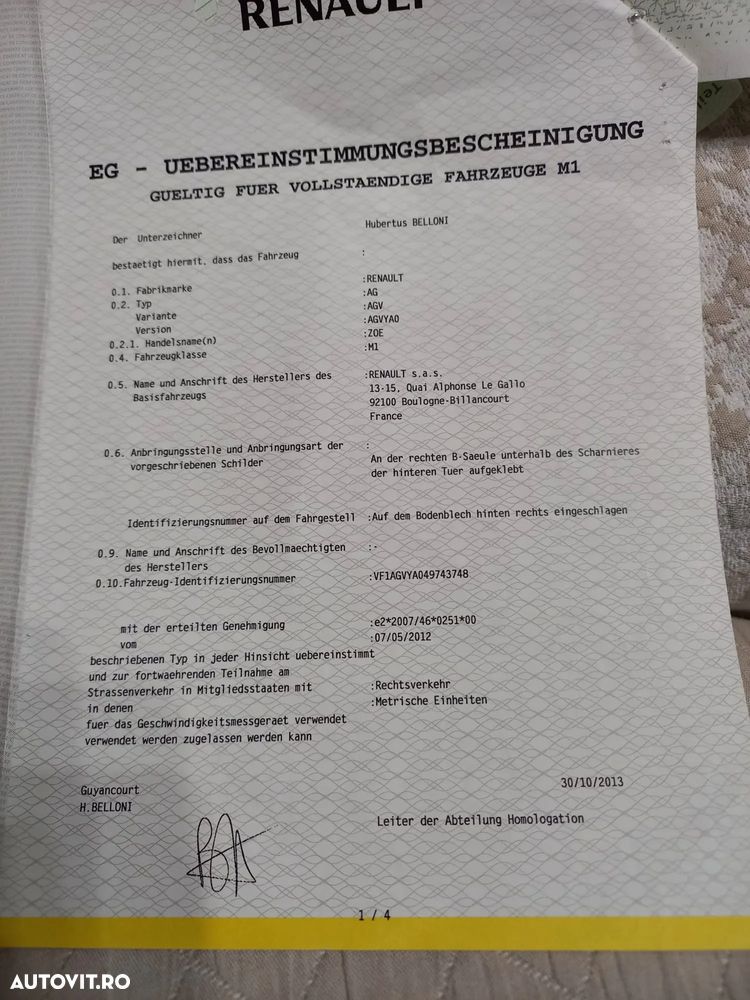 RENAULT
Teil
EG - UEBEREINSTIMMUNGSBESCHEINIGUNG
GUELTIG FUER VOLLSTAENDIGE FAHRZEUGE M1
Der Unterzeichner Hubertus BELLONI
bestaetigt hiermit, dass das Fahrzeug :
0.1. Fabrikmarke :RENAULT
0.2. Typ :AG
Variante :AGV
Version :AGVYA0
0.2.1. Handelsname(n) :ZOE
0.4. Fahrzeugklasse :M1
0.5. Name und Anschrift des Herstellers des :RENAULT s.a.s.
Basisfahrzeugs 13-15, Quai Alphonse Le Gallo
92100 Boulogne-Billancourt
France
0.6. Anbringungsstelle und Anbringungsart der :
vorgeschriebenen Schilder An der rechten B-Saeule unterhalb des Scharnieres
der hinteren Tuer aufgeklebt
Identifizierungsnummer auf dem Fahrgestell :Auf dem Bodenblech hinten rechts eingeschlagen
0.9. Name und Anschrift des Bevollmaechtigten :-
des Herstellers
0.10.Fahrzeug-Identifizierungsnummer :VF1AGVYA049743748
mit der erteilten Genehmigung :e2*2007/46*0251*00
vom :07/05/2012
beschriebenen Typ in jeder Hinsicht uebereinstimmt
und zur fortwaehrenden Teilnahme am
Strassenverkehr in Mitgliedsstaaten mit :Rechtsverkehr
in denen :Metrische Einheiten
fuer das Geschwindigkeitsmessgeraet verwendet
verwendet werden zugelassen werden kann
Guyancourt 30/10/2013
H.BELLONI
Leiter der Abteilung Homologation
1 / 4
AUTOVIT.RO